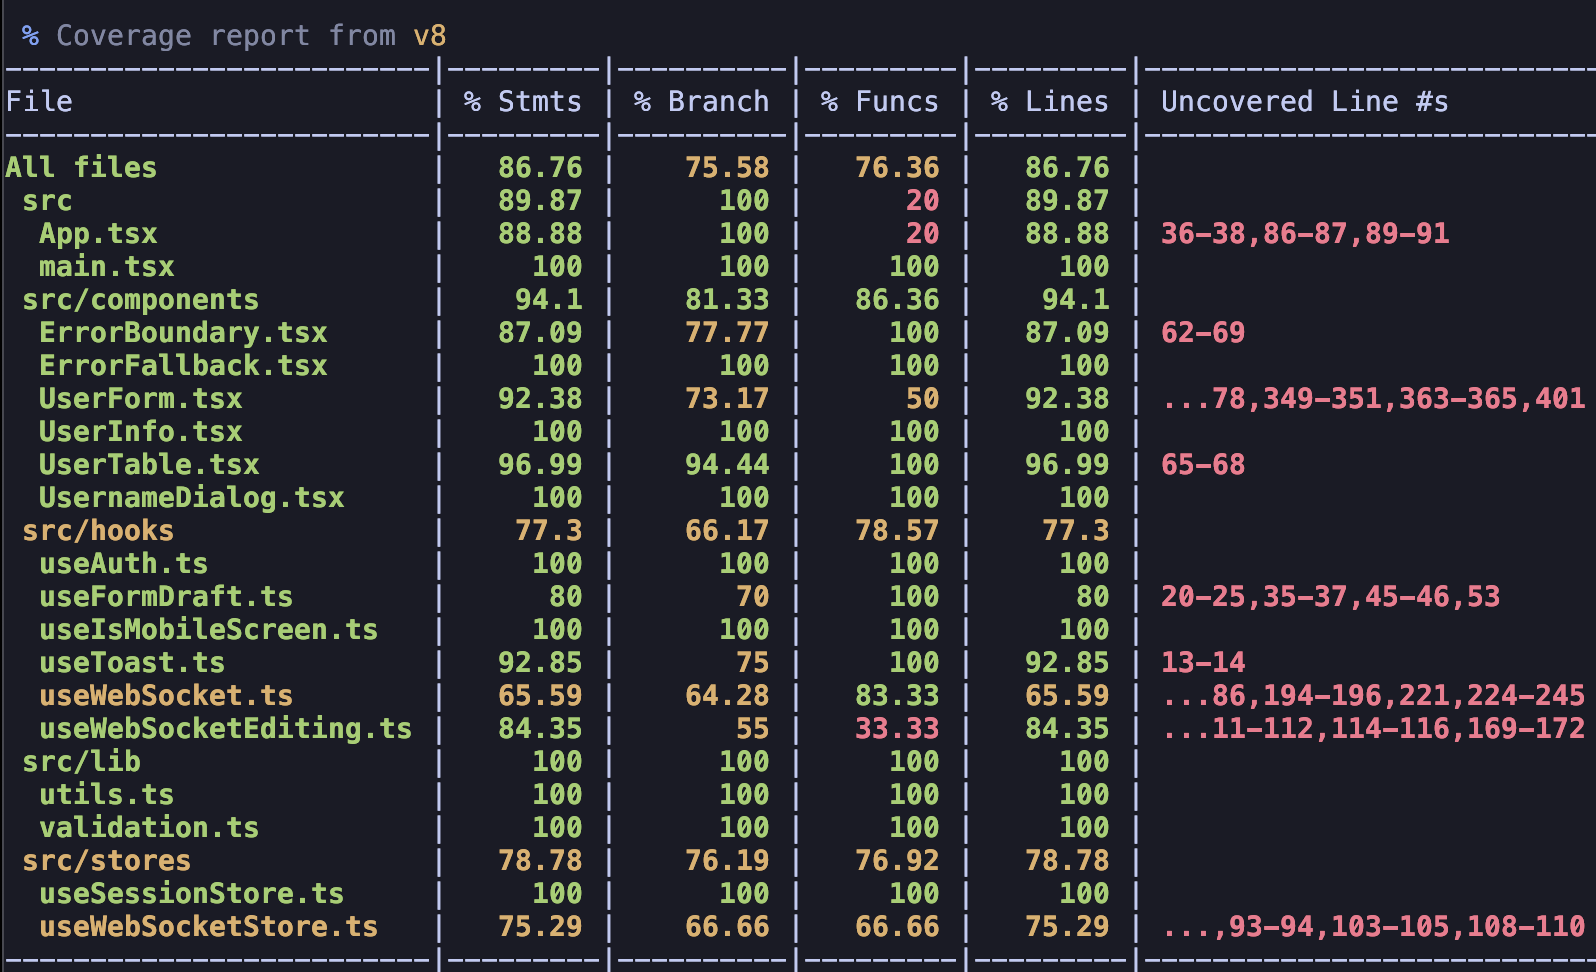 % Coverage report from v8
-------------------------|---------|----------|---------|---------|---------------------------
File | % Stmts | % Branch | % Funcs | % Lines | Uncovered Line #s
-------------------------|---------|----------|---------|---------|---------------------------
All files | 86.76 | 75.58 | 76.36 | 86.76 |
src | 89.87 | 100 | 20 | 89.87 |
App.tsx | 88.88 | 100 | 20 | 88.88 | 36-38,86-87,89-91
main.tsx | 100 | 100 | 100 | 100 |
src/components | 94.1 | 81.33 | 86.36 | 94.1 |
ErrorBoundary.tsx | 87.09 | 77.77 | 100 | 87.09 | 62-69
ErrorFallback.tsx | 100 | 100 | 100 | 100 |
UserForm.tsx | 92.38 | 73.17 | 50 | 92.38 | ...78,349-351,363-365,401
UserInfo.tsx | 100 | 100 | 100 | 100 |
UserTable.tsx | 96.99 | 94.44 | 100 | 96.99 | 65-68
UsernameDialog.tsx | 100 | 100 | 100 | 100 |
src/hooks | 77.3 | 66.17 | 78.57 | 77.3 |
useAuth.ts | 100 | 100 | 100 | 100 |
useFormDraft.ts | 80 | 70 | 100 | 80 | 20-25,35-37,45-46,53
useIsMobileScreen.ts | 100 | 100 | 100 | 100 |
useToast.ts | 92.85 | 75 | 100 | 92.85 | 13-14
useWebSocket.ts | 65.59 | 64.28 | 83.33 | 65.59 | ...86,194-196,221,224-245
useWebSocketEditing.ts | 84.35 | 55 | 33.33 | 84.35 | ...11-112,114-116,169-172
src/lib | 100 | 100 | 100 | 100 |
utils.ts | 100 | 100 | 100 | 100 |
validation.ts | 100 | 100 | 100 | 100 |
src/stores | 78.78 | 76.19 | 76.92 | 78.78 |
useSessionStore.ts | 100 | 100 | 100 | 100 |
useWebSocketStore.ts | 75.29 | 66.66 | 66.66 | 75.29 | ...,93-94,103-105,108-110
-------------------------|---------|----------|---------|---------|---------------------------